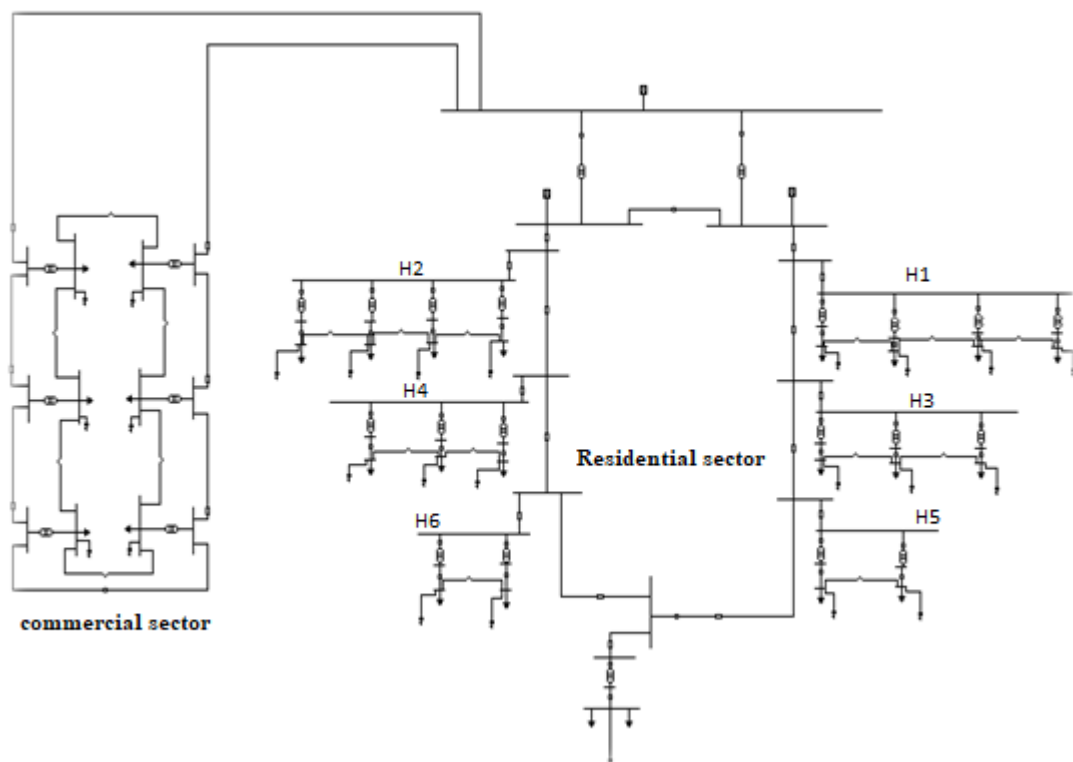 H2
H1
H4
H3
Residential sector
H6
H5
commercial sector